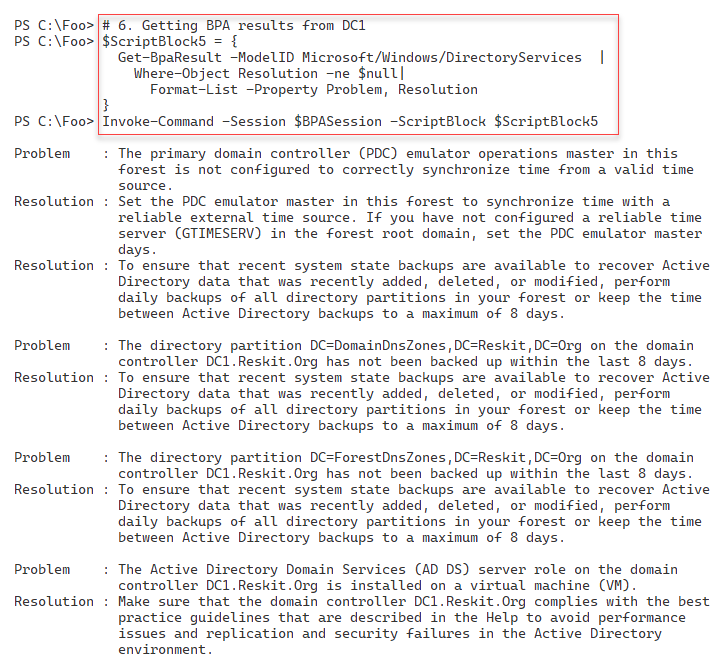 PS C:\Foo> # 6. Getting BPA results from DC1
PS C:\Foo> $ScriptBlock5 = {
  Get-BpaResult -ModelID Microsoft/Windows/DirectoryServices  |
    Where-Object Resolution -ne $null|
      Format-List -Property Problem, Resolution
}
PS C:\Foo> Invoke-Command -Session $BPASession -ScriptBlock $ScriptBlock5
Problem    : The primary domain controller (PDC) emulator operations master in this
             forest is not configured to correctly synchronize time from a valid time
             source.
Resolution : Set the PDC emulator master in this forest to synchronize time with a
             reliable external time source. If you have not configured a reliable time
             server (GTIMESERV) in the forest root domain, set the PDC emulator master
             days.
Resolution : To ensure that recent system state backups are available to recover Active
             Directory data that was recently added, deleted, or modified, perform
             daily backups of all directory partitions in your forest or keep the time
             between Active Directory backups to a maximum of 8 days.
Problem    : The directory partition DC=DomainDnsZones,DC=Reskit,DC=Org on the domain
             controller DC1.Reskit.Org has not been backed up within the last 8 days.
Resolution : To ensure that recent system state backups are available to recover Active
             Directory data that was recently added, deleted, or modified, perform
             daily backups of all directory partitions in your forest or keep the time
             between Active Directory backups to a maximum of 8 days.
Problem    : The directory partition DC=ForestDnsZones,DC=Reskit,DC=Org on the domain
             controller DC1.Reskit.Org has not been backed up within the last 8 days.
Resolution : To ensure that recent system state backups are available to recover Active
             Directory data that was recently added, deleted, or modified, perform
             daily backups of all directory partitions in your forest or keep the time
             between Active Directory backups to a maximum of 8 days.
Problem    : The Active Directory Domain Services (AD DS) server role on the domain
             controller DC1.Reskit.Org is installed on a virtual machine (VM).
Resolution : Make sure that the domain controller DC1.Reskit.Org complies with the best
             practice guidelines that are described in the Help to avoid performance
             issues and replication and security failures in the Active Directory
             environment.